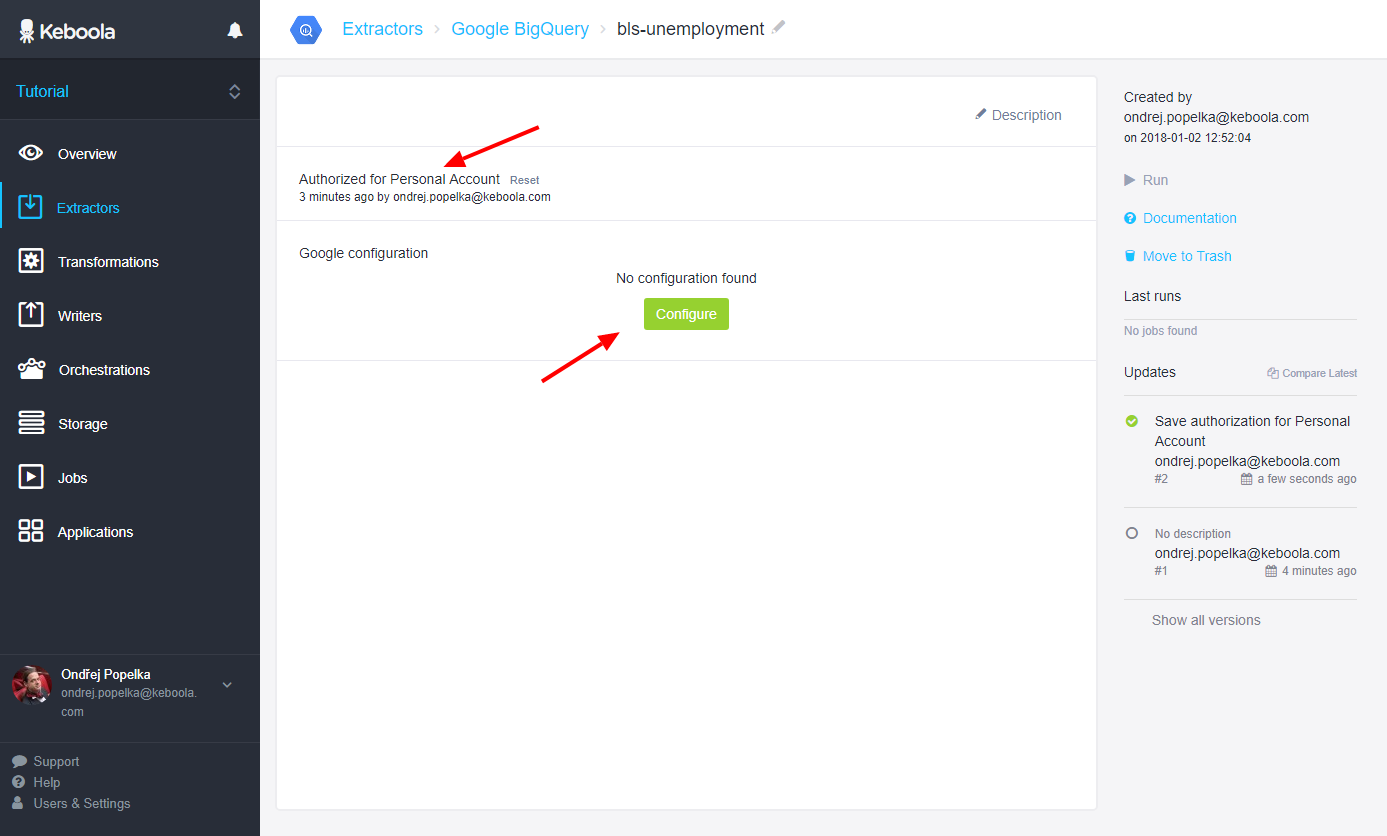 Keboola
Tutorial
Overview
Extractors
Transformations
Writers
Orchestrations
Storage
Jobs
Applications
Ondřej Popelka
ondrej.popelka@keboola.
com
Support
Help
Users & Settings
Extractors › Google BigQuery › bls-unemployment
Description
Authorized for Personal Account Reset
3 minutes ago by ondrej.popelka@keboola.com
Google configuration
No configuration found
Configure
Created by
ondrej.popelka@keboola.com
on 2018-01-02 12:52:04
Run
Documentation
Move to Trash
Last runs
No jobs found
Updates Compare Latest
Save authorization for Personal
Account
ondrej.popelka@keboola.com
#2 a few seconds ago
No description
ondrej.popelka@keboola.com
#1 4 minutes ago
Show all versions